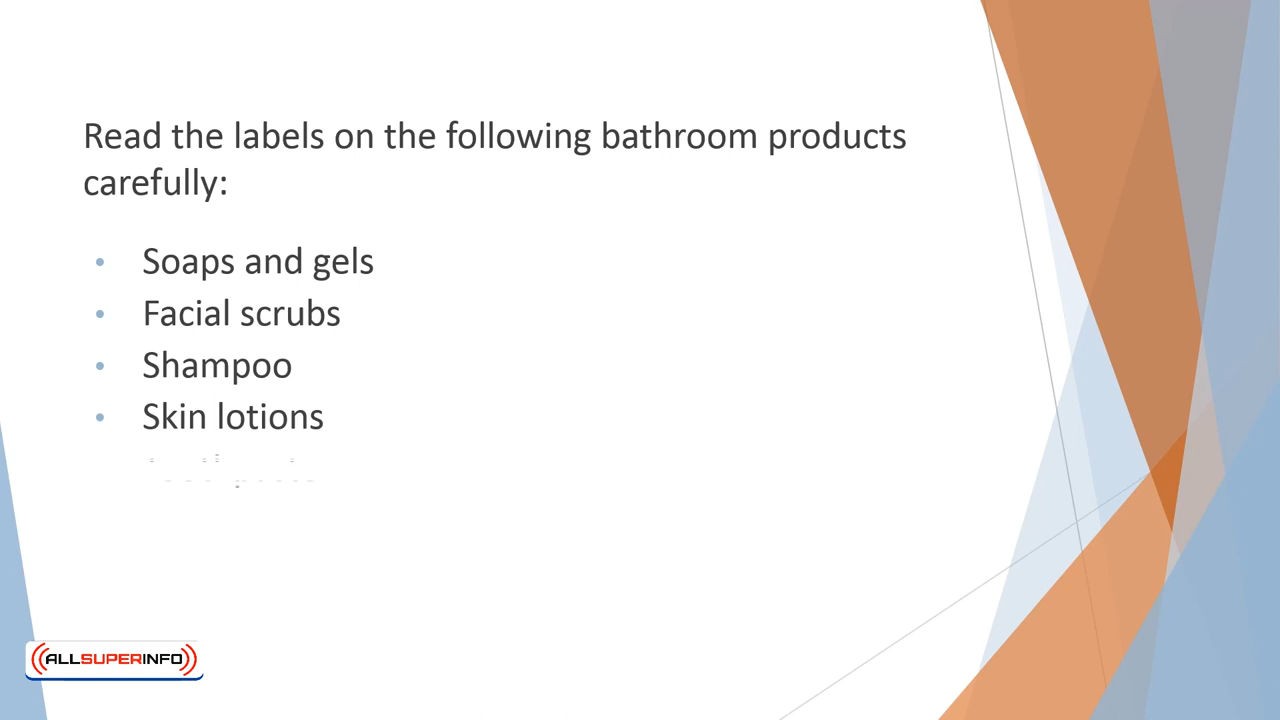 Read the labels on the following bathroom products
carefully:
• Soaps and gels
• Facial scrubs
• Shampoo
• Skin lotions
ALLSUPERINFO